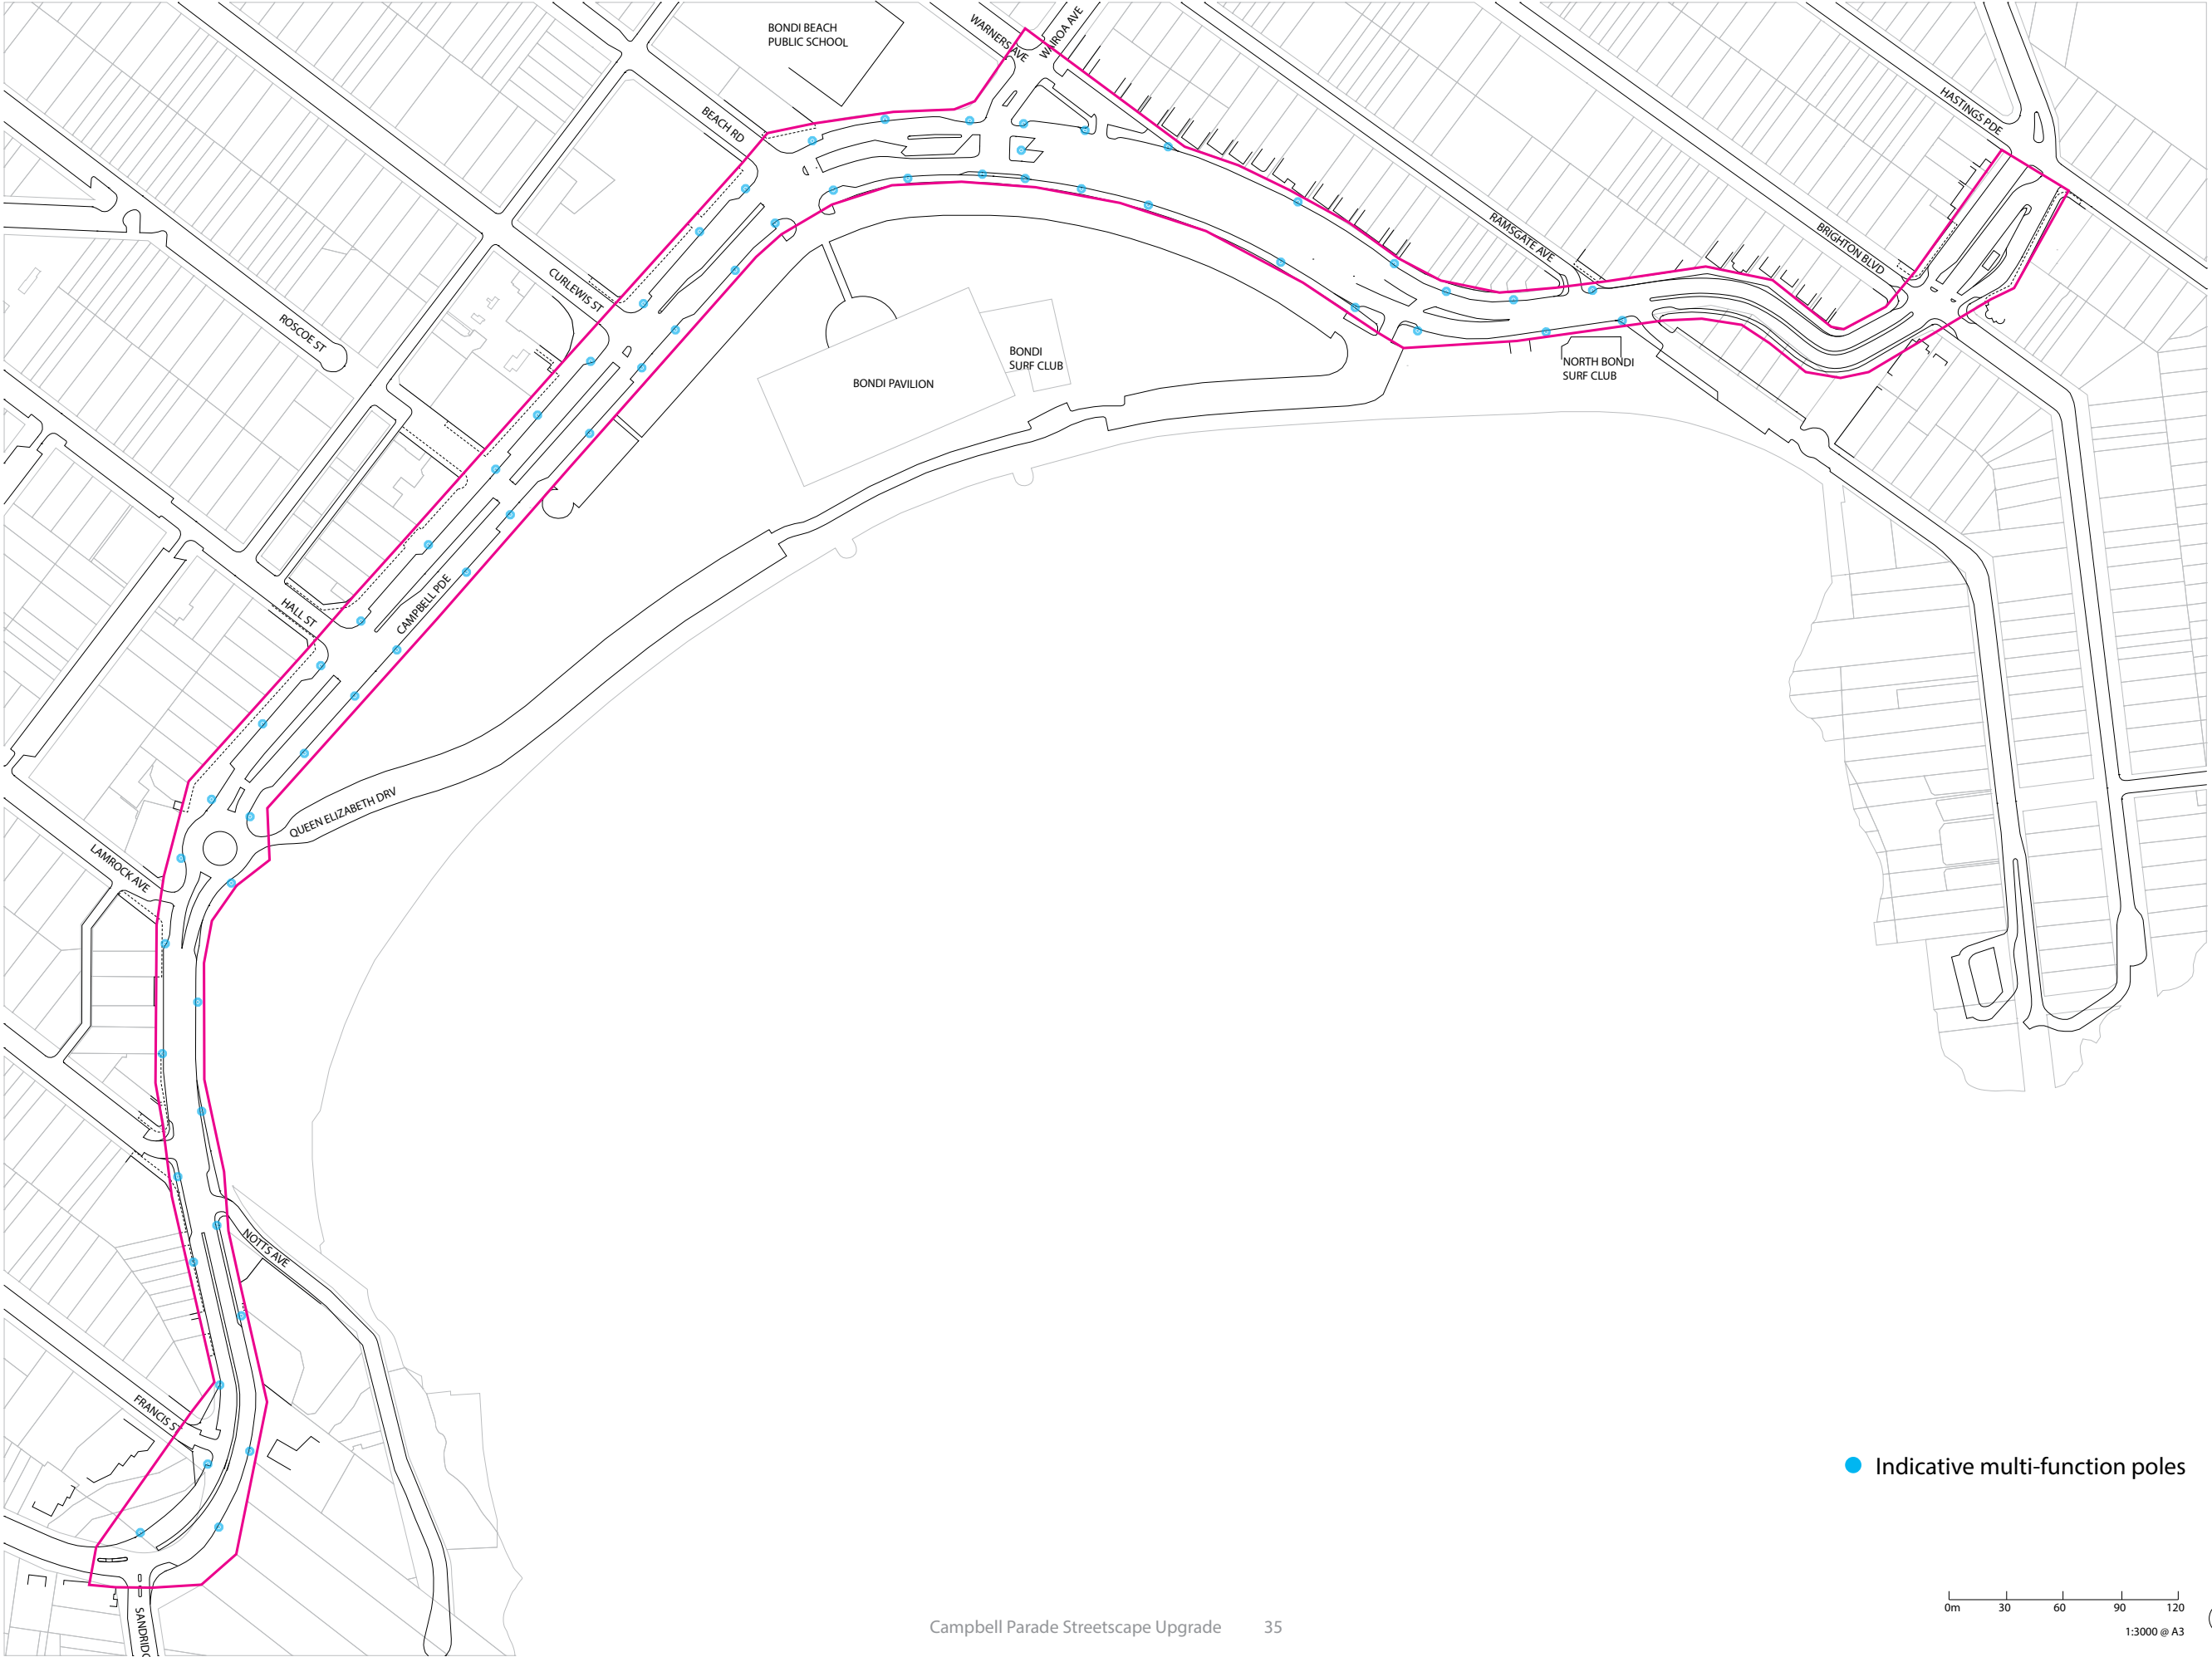 BONDI BEACH
PUBLIC SCHOOL
WARNERS AVE
WAIROA AVE
BEACH RD
HASTINGS PDE
RAMSGATE AVE
BRIGHTON BLVD
CURLEWIS ST
ROSCOE ST
BONDI
SURF CLUB
BONDI PAVILION
NORTH BONDI
SURF CLUB
HALL ST
CAMPBELL PDE
QUEEN ELIZABETH DRV
LAMROCK AVE
NOTTS AVE
FRANCIS ST
Indicative multi-function poles
0m 30 60 90 120
1:3000 @ A3
Campbell Parade Streetscape Upgrade 35